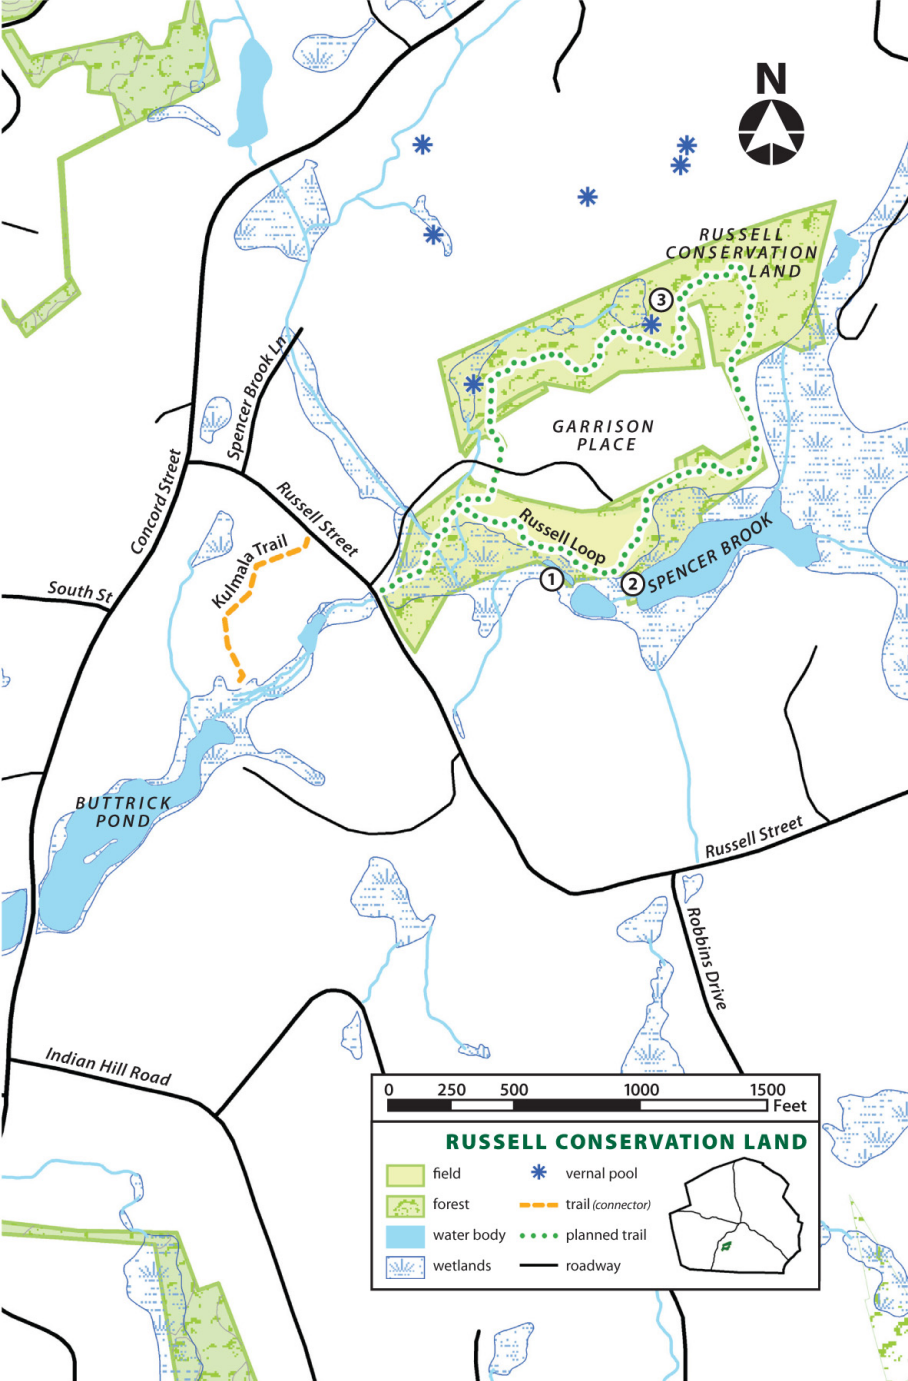 N
RUSSELL
CONSERVATION
LAND
3
Spencer Brook Ln
GARRISON
PLACE
Concord Street
Russell Street
Russell Loop
Kulmala Trail
SPENCER BROOK
1
2
South St
BUTTRICK
POND
Russell Street
Robbins Drive
Indian Hill Road
0 250 500 1000 1500
Feet
RUSSELL CONSERVATION LAND
field
vernal pool
forest
trail (connector)
water body
planned trail
wetlands
roadway